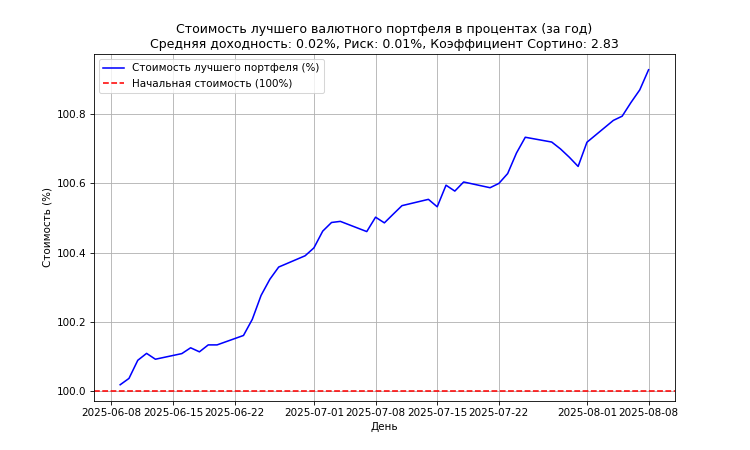 Стоимость лучшего валютного портфеля в процентах (за год)
Средняя доходность: 0.02%, Риск: 0.01%, Коэффициент Сортино: 2.83
Стоимость лучшего портфеля (%)
Начальная стоимость (100%)
Стоимость (%)
100.8
100.6
100.4
100.2
100.0
2025-06-08 2025-06-15 2025-06-22 2025-07-01 2025-07-08 2025-07-15 2025-07-22 2025-08-01 2025-08-08
День